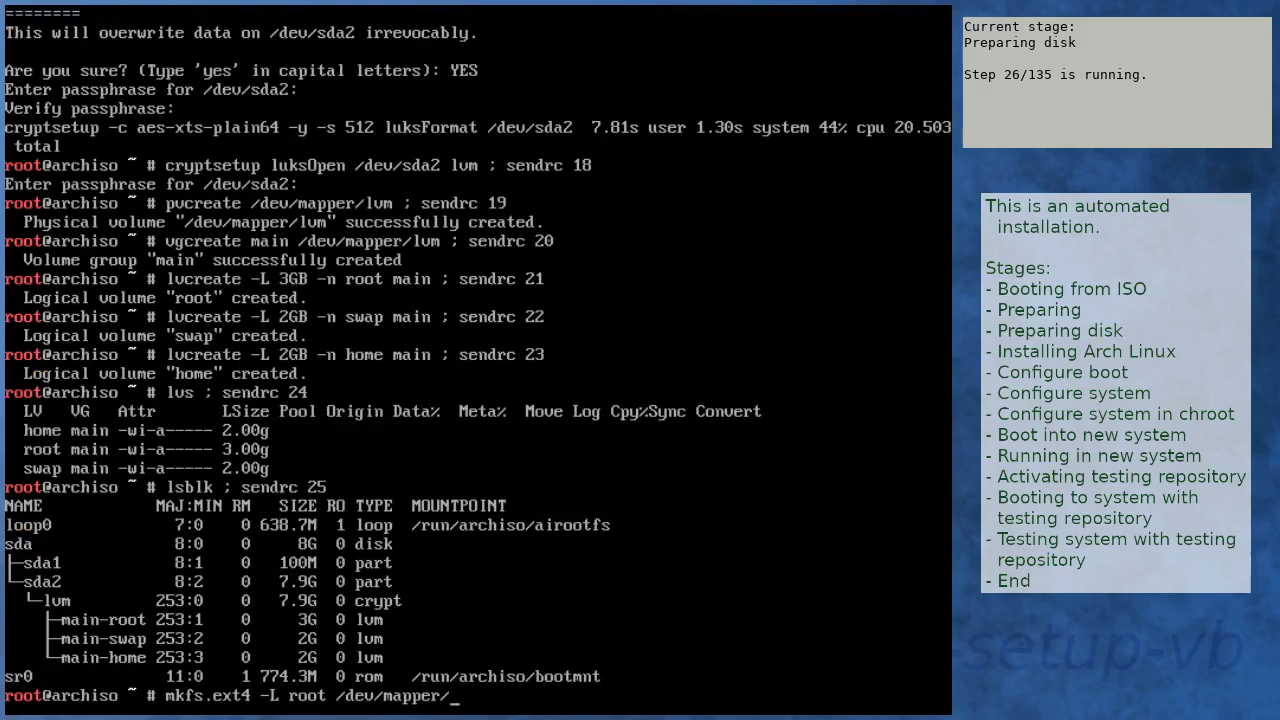 ========
This will overwrite data on /dev/sda2 irrevocably.
Are you sure? (Type 'yes' in capital letters): YES
Enter passphrase for /dev/sda2:
Verify passphrase:
cryptsetup -c aes-xts-plain64 -y -s 512 luksFormat /dev/sda2  7.81s user 1.30s system 44% cpu 20.503
 total
root@archiso ~ # cryptsetup luksOpen /dev/sda2 lvm ; sendrc 18
Enter passphrase for /dev/sda2:
root@archiso ~ # pvcreate /dev/mapper/lvm ; sendrc 19
  Physical volume "/dev/mapper/lvm" successfully created.
root@archiso ~ # vgcreate main /dev/mapper/lvm ; sendrc 20
  Volume group "main" successfully created
root@archiso ~ # lvcreate -L 3GB -n root main ; sendrc 21
  Logical volume "root" created.
root@archiso ~ # lvcreate -L 2GB -n swap main ; sendrc 22
  Logical volume "swap" created.
root@archiso ~ # lvcreate -L 2GB -n home main ; sendrc 23
  Logical volume "home" created.
root@archiso ~ # lvs ; sendrc 24
  LV   VG   Attr       LSize Pool Origin Data%  Meta%  Move Log Cpy%Sync Convert
  home main -wi-a----- 2.00g
  root main -wi-a----- 3.00g
  swap main -wi-a----- 2.00g
root@archiso ~ # lsblk ; sendrc 25
NAME            MAJ:MIN RM   SIZE RO TYPE  MOUNTPOINT
loop0             7:0    0 638.7M  1 loop  /run/archiso/airootfs
sda               8:0    0     8G  0 disk
├─sda1            8:1    0   100M  0 part
└─sda2            8:2    0   7.9G  0 part
  └─lvm         253:0    0   7.9G  0 crypt
    ├─main-root 253:1    0     3G  0 lvm
    ├─main-swap 253:2    0     2G  0 lvm
    └─main-home 253:3    0     2G  0 lvm
sr0              11:0    1 774.3M  0 rom   /run/archiso/bootmnt
root@archiso ~ # mkfs.ext4 -L root /dev/mapper/_
Current stage:
Preparing disk
Step 26/135 is running.
This is an automated
installation.
Stages:
- Booting from ISO
- Preparing
- Preparing disk
- Installing Arch Linux
- Configure boot
- Configure system
- Configure system in chroot
- Boot into new system
- Running in new system
- Activating testing repository
- Booting to system with
testing repository
- Testing system with testing
repository
- End
-setup-vb